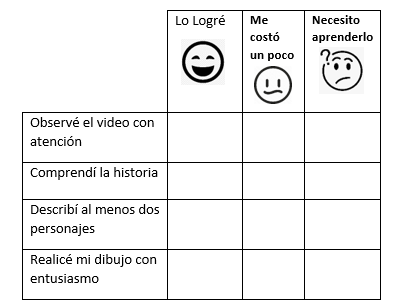 Lo Logré
Me
costó
un poco
Necesito
aprenderlo
?
Observé el video con
atención
Comprendí la historia
Describí al menos dos
personajes
Realicé mi dibujo con
entusiasmo